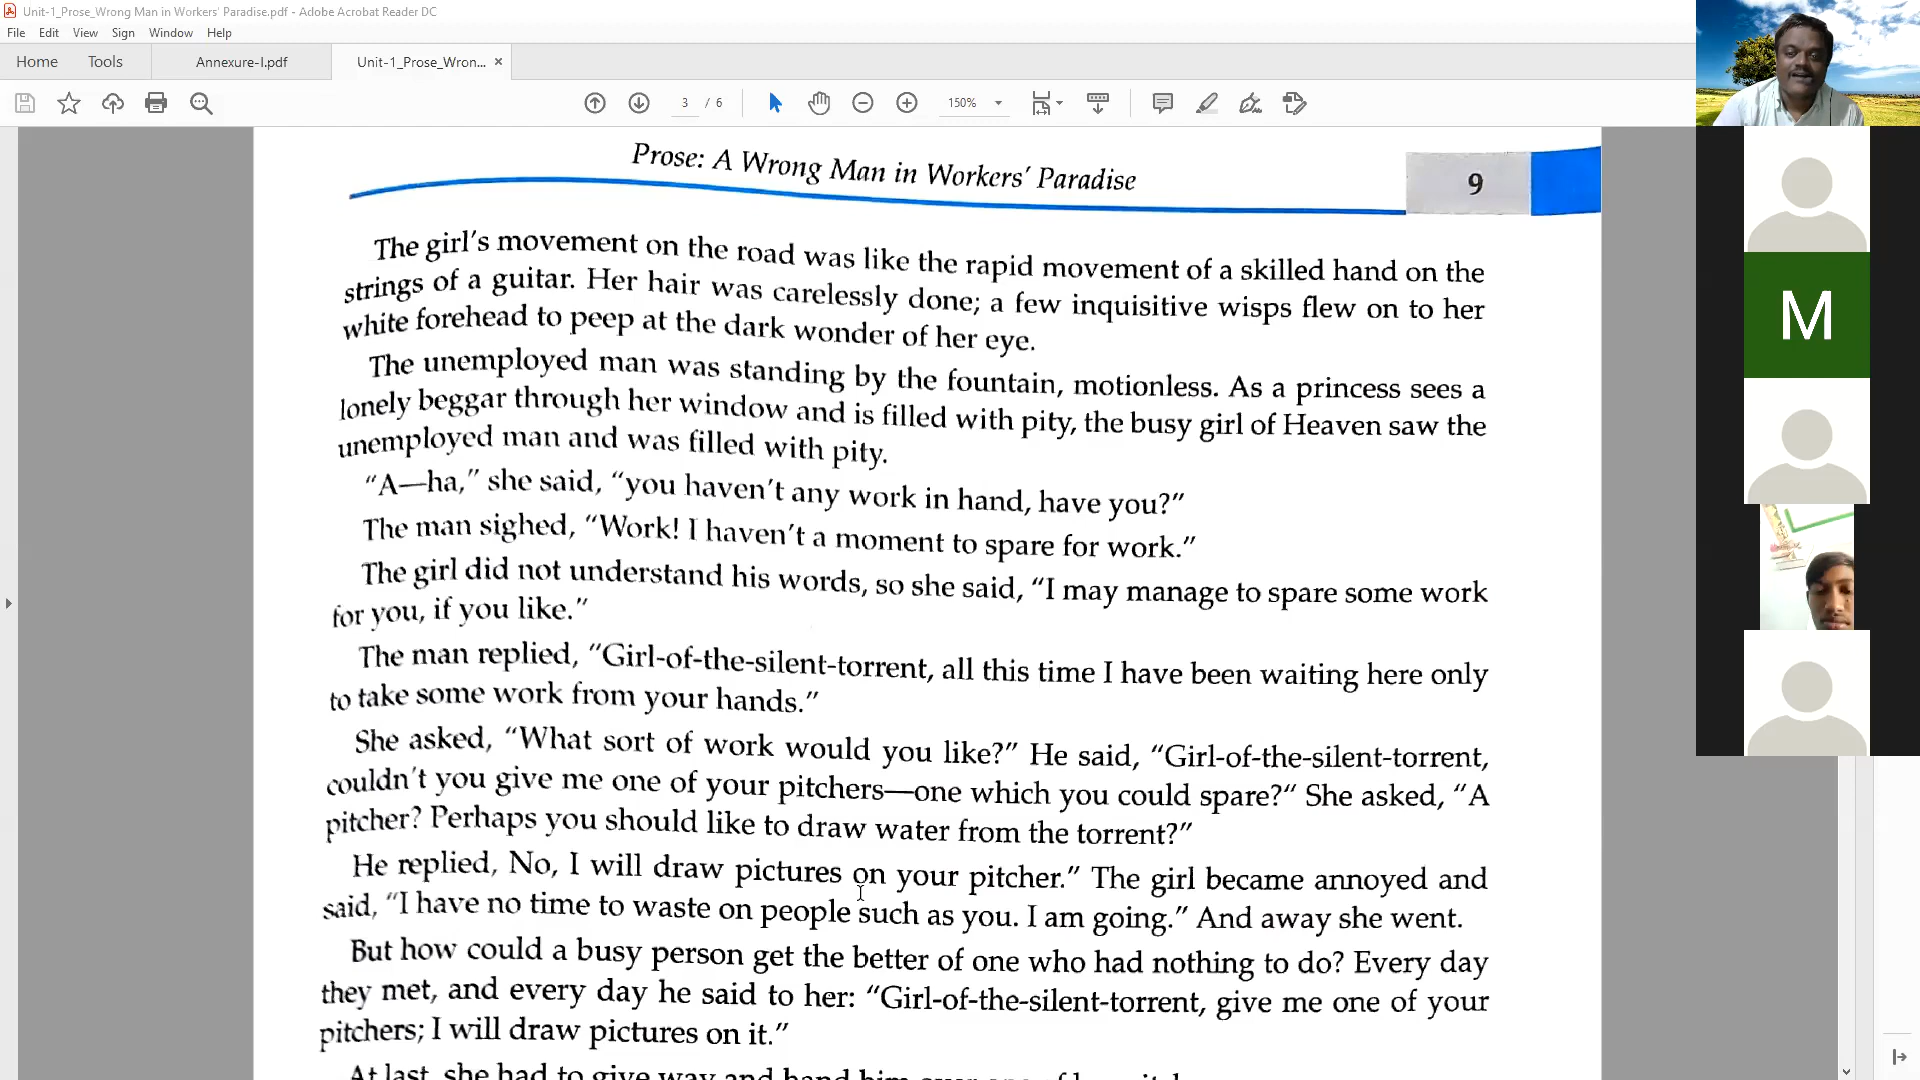 Unit-1_Prose_Wrong Man in Workers' Paradise.pdf - Adobe Acrobat Reader DC
File Edit View Sign Window Help
Home Tools Annexure-I.pdf Unit-1_Prose_Wron... ×
3 / 6 150%
Prose: A Wrong Man in Workers' Paradise 9
The girl's movement on the road was like the rapid movement of a skilled hand on the
strings of a guitar. Her hair was carelessly done; a few inquisitive wisps flew on to her
white forehead to peep at the dark wonder of her eye.
The unemployed man was standing by the fountain, motionless. As a princess sees a
lonely beggar through her window and is filled with pity, the busy girl of Heaven saw the
unemployed man and was filled with pity.
"A—ha," she said, "you haven't any work in hand, have you?"
The man sighed, "Work! I haven't a moment to spare for work."
The girl did not understand his words, so she said, "I may manage to spare some work
for you, if you like."
The man replied, "Girl-of-the-silent-torrent, all this time I have been waiting here only
to take some work from your hands."
She asked, "What sort of work would you like?" He said, "Girl-of-the-silent-torrent,
couldn't you give me one of your pitchers—one which you could spare?" She asked, "A
pitcher? Perhaps you should like to draw water from the torrent?"
He replied, No, I will draw pictures on your pitcher." The girl became annoyed and
said, "I have no time to waste on people such as you. I am going." And away she went.
But how could a busy person get the better of one who had nothing to do? Every day
they met, and every day he said to her: "Girl-of-the-silent-torrent, give me one of your
pitchers; I will draw pictures on it."
At last, she had to give way and hand him over one of her
M